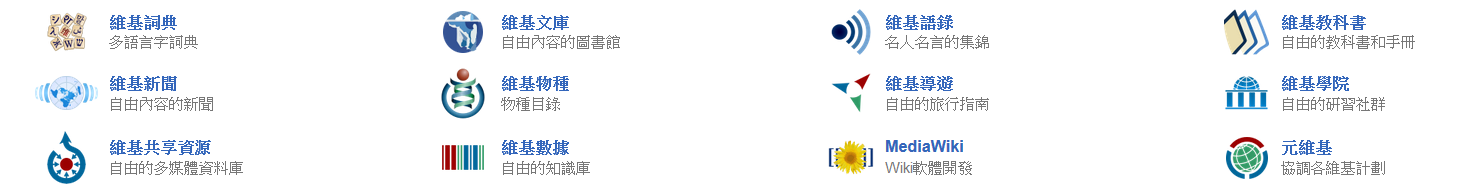 維基詞典
多語言字詞典
維基文庫
自由內容的圖書館
維基語錄
名人名言的集錦
維基教科書
自由的教科書和手冊
維基新聞
自由內容的新聞
維基物種
物種目錄
維基導遊
自由的旅行指南
維基學院
自由的研習社群
維基共享資源
自由的多媒體資料庫
維基數據
自由的知識庫
MediaWiki
Wiki軟體開發
元維基
協調各維基計劃